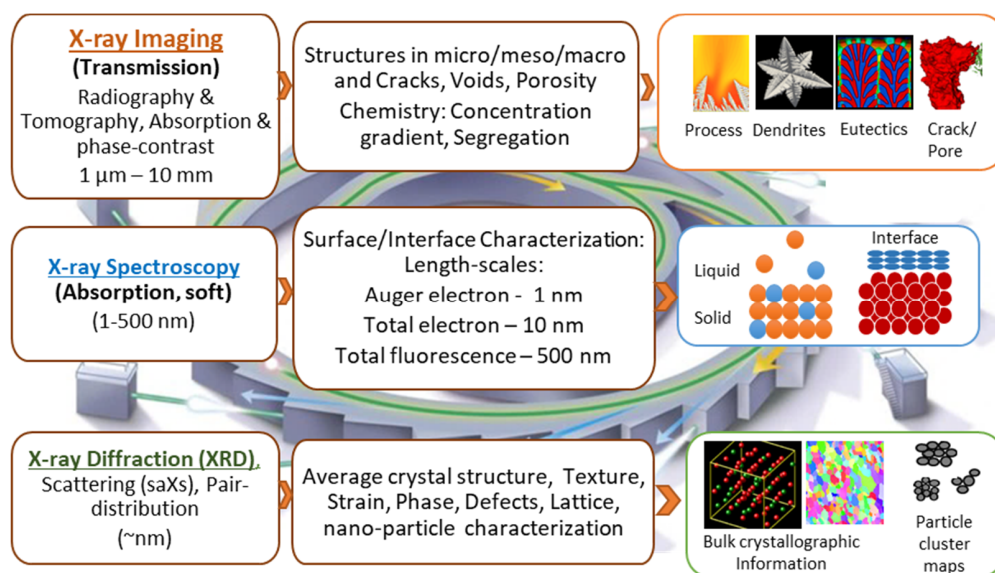 X-ray Imaging
(Transmission)
Radiography &
Tomography, Absorption &
phase-contrast
1 µm – 10 mm
Structures in micro/meso/macro
and Cracks, Voids, Porosity
Chemistry: Concentration
gradient, Segregation
Process
Dendrites
Eutectics
Crack/
Pore
X-ray Spectroscopy
(Absorption, soft)
(1-500 nm)
Surface/Interface Characterization:
Length-scales:
Auger electron - 1 nm
Total electron – 10 nm
Total fluorescence – 500 nm
Liquid
Solid
Interface
X-ray Diffraction (XRD),
Scattering (saXs), Pair-
distribution
(~nm)
Average crystal structure, Texture,
Strain, Phase, Defects, Lattice,
nano-particle characterization
Bulk crystallographic
Information
Particle
cluster
maps